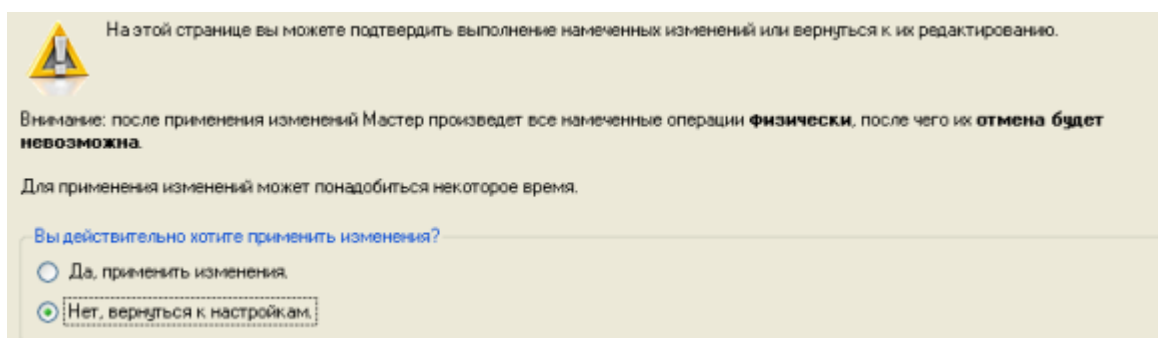 На этой странице вы можете подтвердить выполнение намеченных изменений или вернуться к их редактированию.
Внимание: после применения изменений Мастер произведет все намеченные операции физически, после чего их отмена будет
невозможна.
Для применения изменений может понадобиться некоторое время.
Вы действительно хотите применить изменения?
Да, применить изменения.
Нет, вернуться к настройкам.